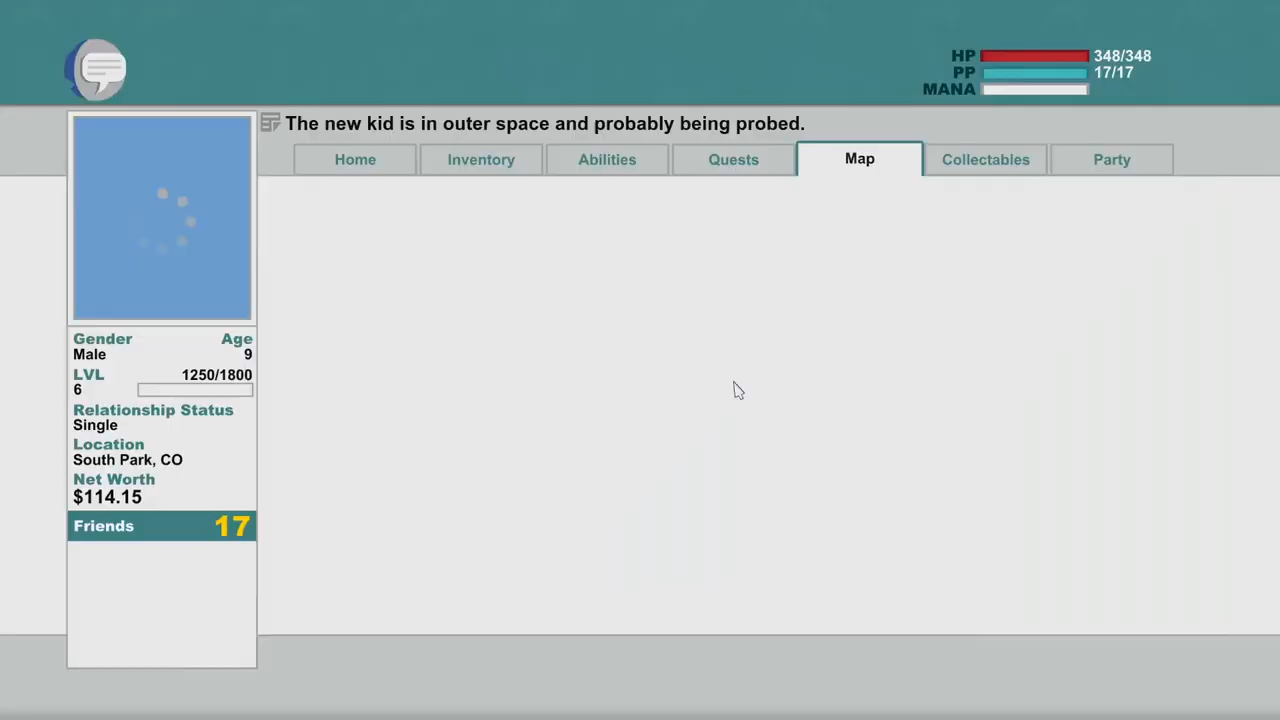 HP 348/348
PP 17/17
MANA
The new kid is in outer space and probably being probed.
Home Inventory Abilities Quests Map Collectables Party
Gender Age
Male 9
LVL 1250/1800
6
Relationship Status
Single
Location
South Park, CO
Net Worth
$114.15
Friends 17